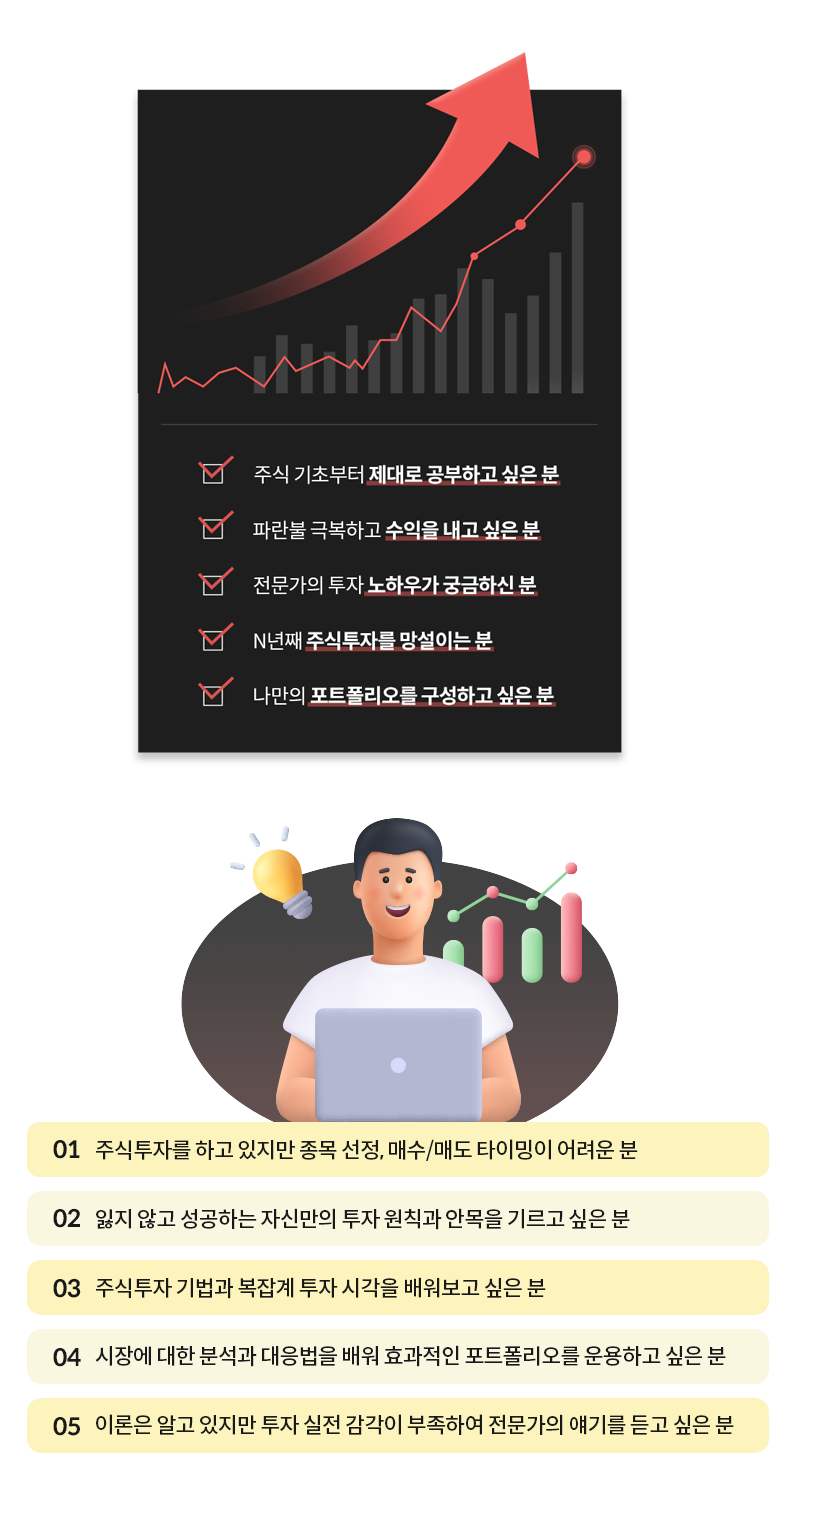 주식 기초부터 제대로 공부하고 싶은 분
파란불 극복하고 수익을 내고 싶은 분
전문가의 투자 노하우가 궁금하신 분
N년째 주식투자를 망설이는 분
나만의 포트폴리오를 구성하고 싶은 분
01 주식투자를 하고 있지만 종목 선정, 매수/매도 타이밍이 어려운 분
02 잃지 않고 성공하는 자신만의 투자 원칙과 안목을 기르고 싶은 분
03 주식투자 기법과 복잡계 투자 시각을 배워보고 싶은 분
04 시장에 대한 분석과 대응법을 배워 효과적인 포트폴리오를 운용하고 싶은 분
05 이론은 알고 있지만 투자 실전 감각이 부족하여 전문가의 얘기를 듣고 싶은 분